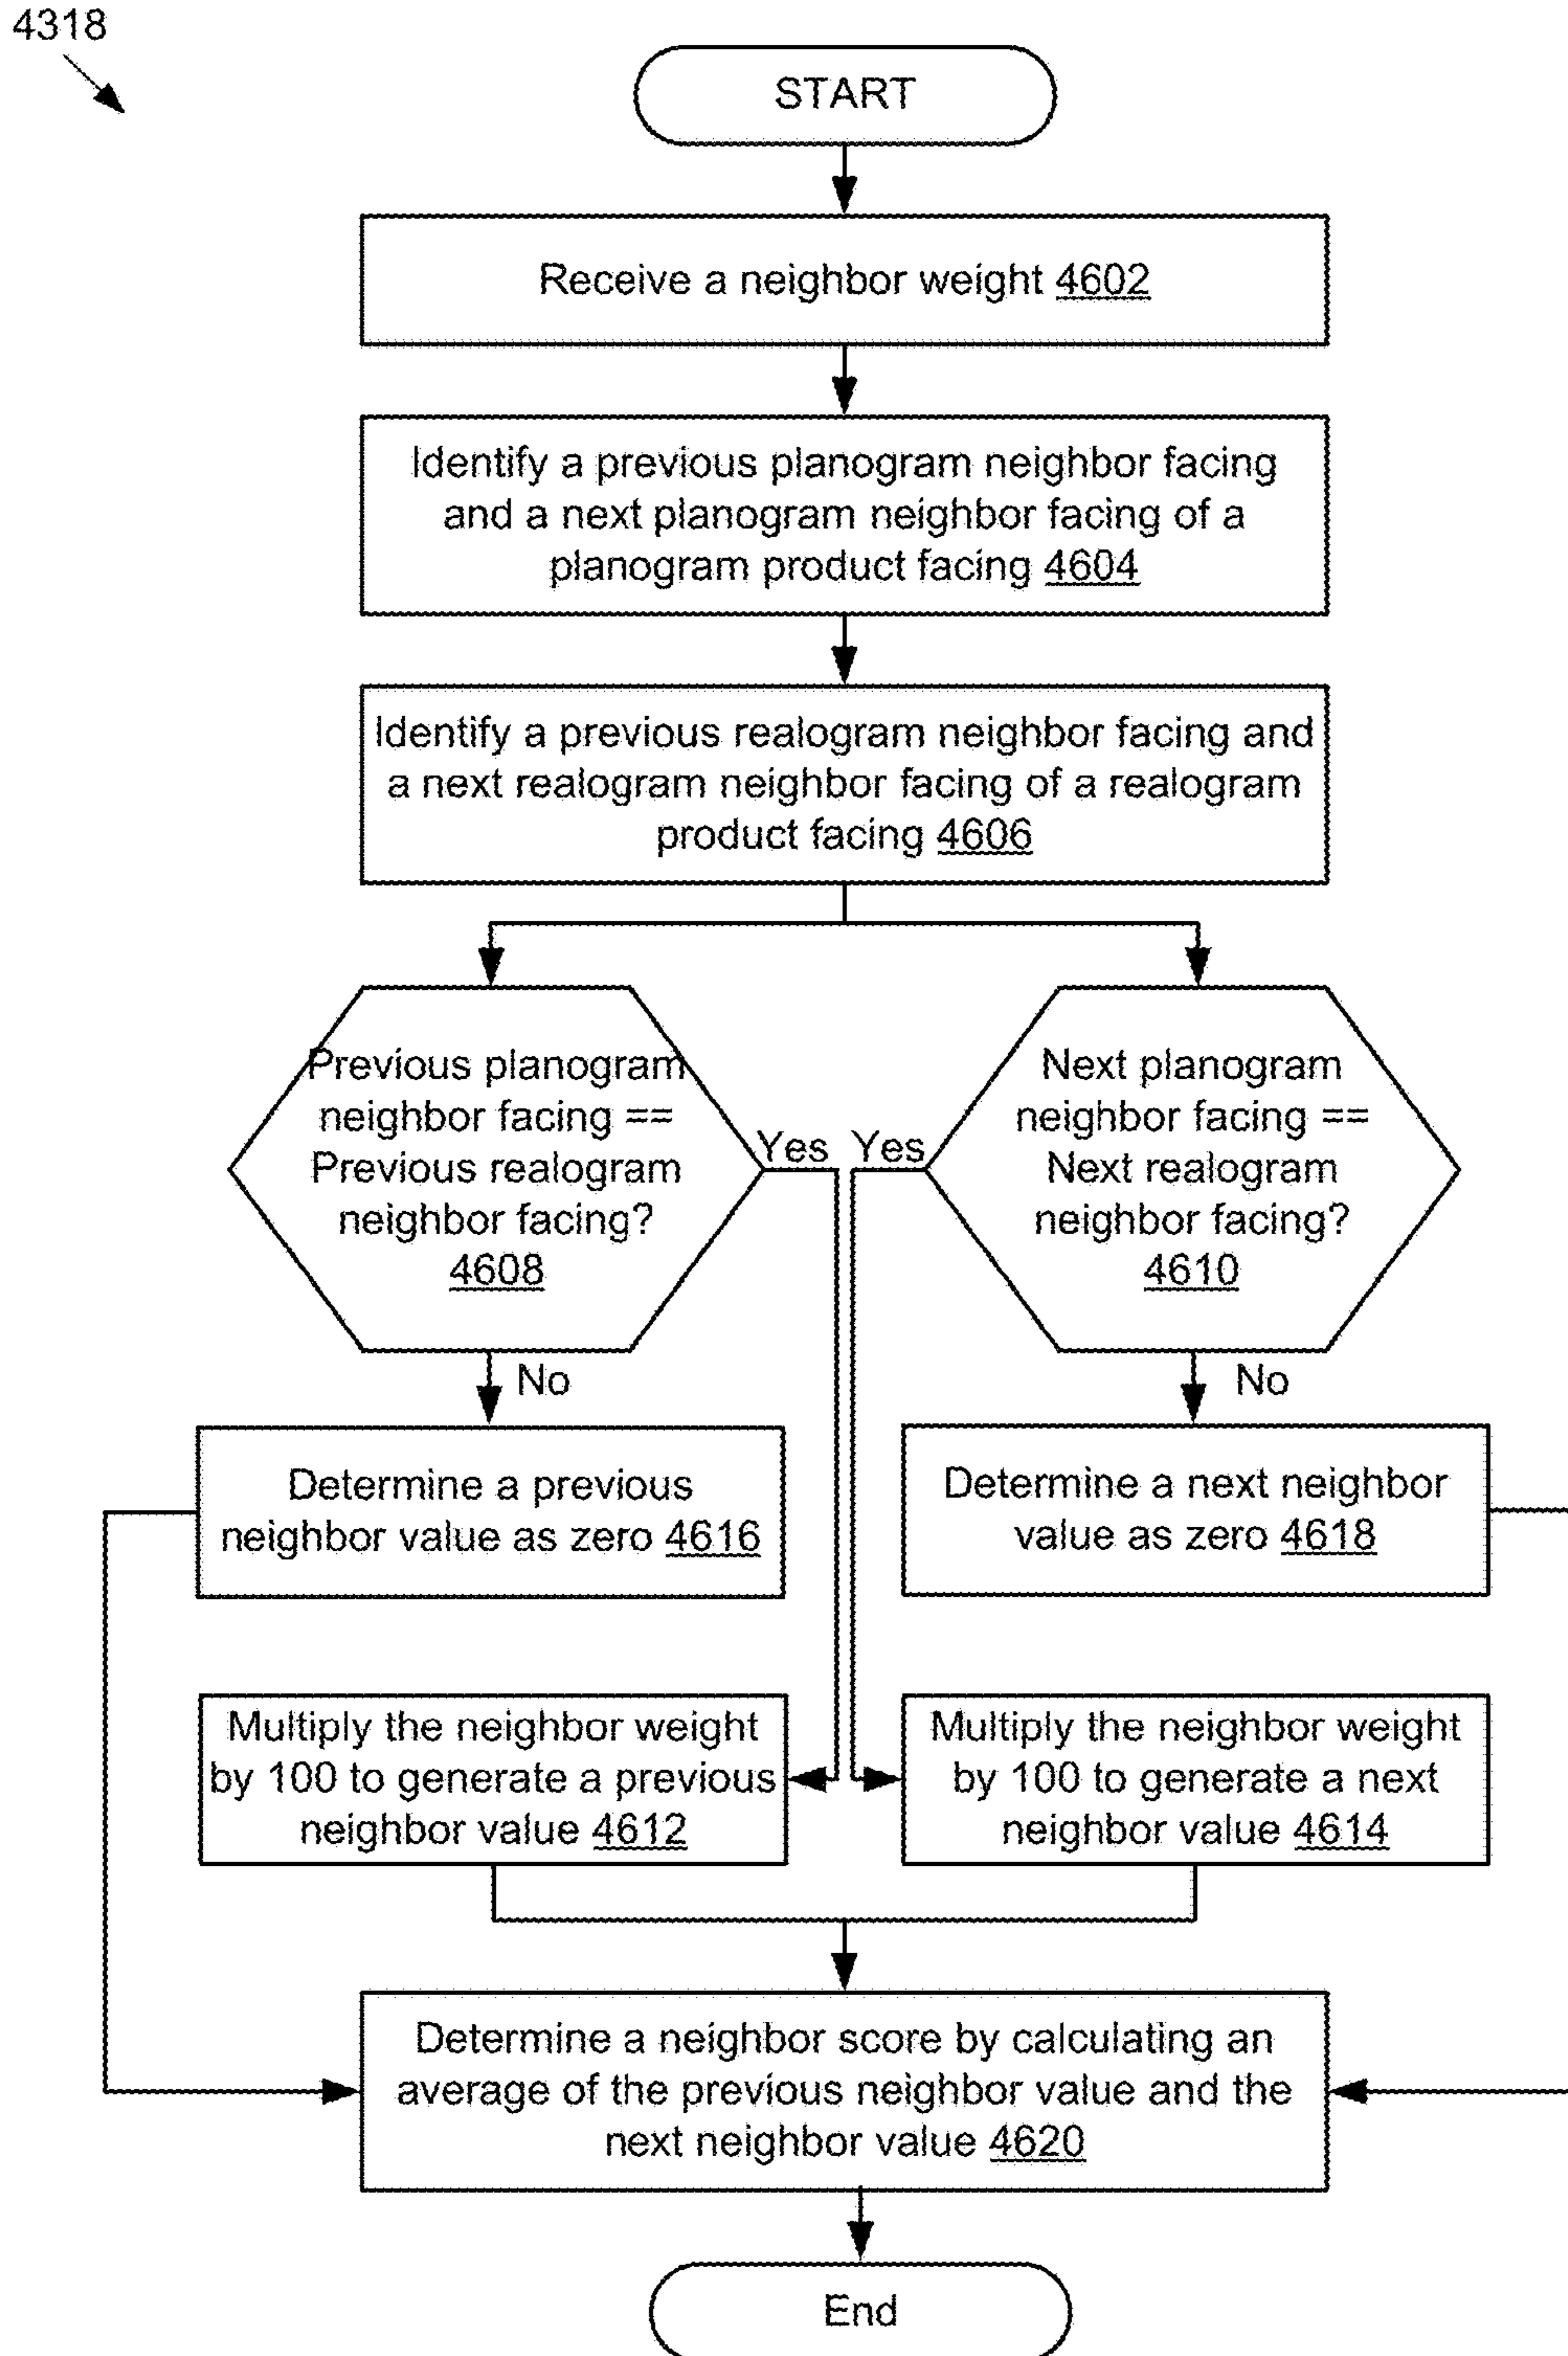 4318
START
Receive a neighbor weight 4602
Identify a previous planogram neighbor facing
and a next planogram neighbor facing of a
planogram product facing 4604
Identify a previous realogram neighbor facing and
a next realogram neighbor facing of a realogram
product facing 4606
Previous planogram
neighbor facing ==
Previous realogram
neighbor facing?
4608
Yes
Yes
Next planogram
neighbor facing ==
Next realogram
neighbor facing?
4610
No
No
Determine a previous
neighbor value as zero 4616
Determine a next neighbor
value as zero 4618
Multiply the neighbor weight
by 100 to generate a previous
neighbor value 4612
Multiply the neighbor weight
by 100 to generate a next
neighbor value 4614
Determine a neighbor score by calculating an
average of the previous neighbor value and the
next neighbor value 4620
End